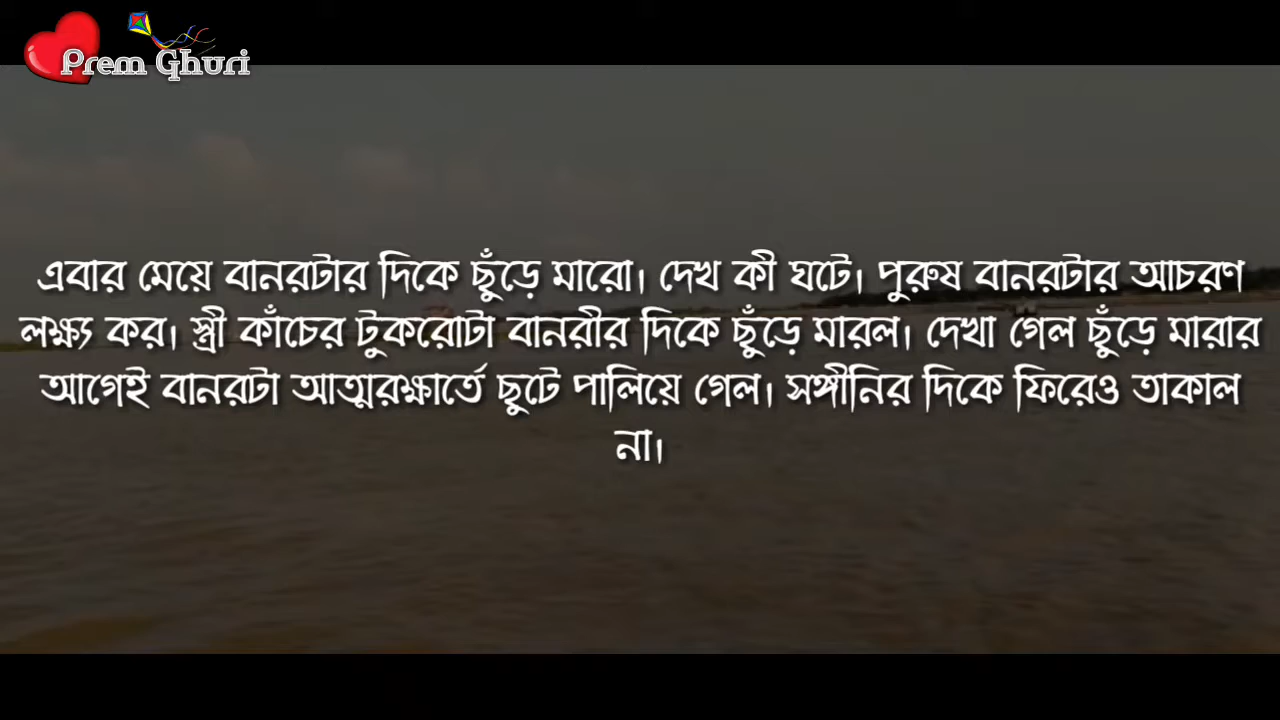 Prem Ghuri
এবার মেয়ে বানরটার দিকে ছুঁড়ে মারো। দেখ কী ঘটে। পুরুষ বানরটার আচরণ
লক্ষ্য কর। স্ত্রী কাঁচের টুকরোটা বানরীর দিকে ছুঁড়ে মারল। দেখা গেল ছুঁড়ে মারার
আগেই বানরটা আত্মরক্ষার্তে ছুটে পালিয়ে গেল। সঙ্গীনির দিকে ফিরেও তাকাল
না।